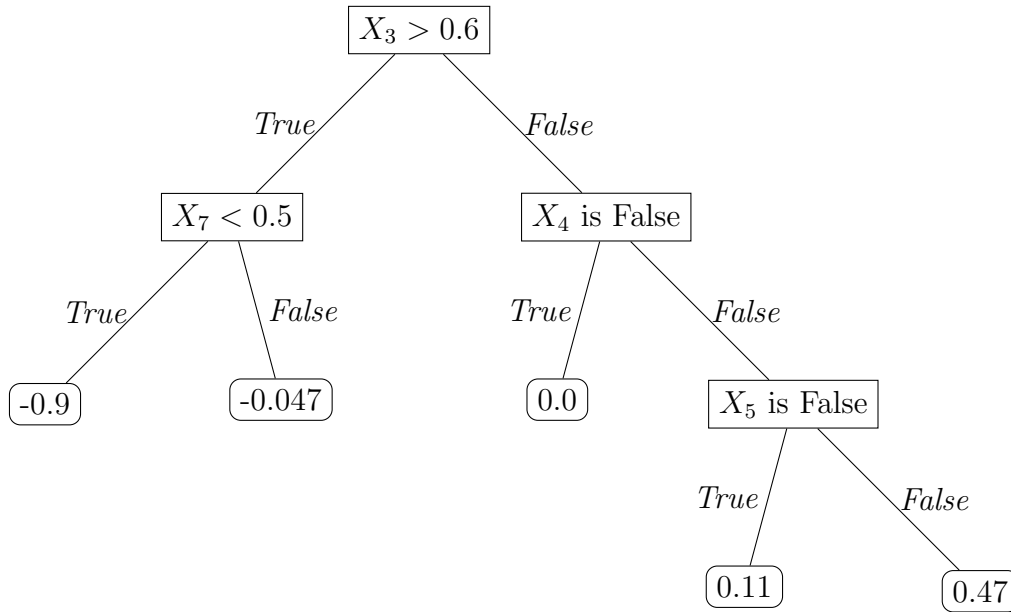 X₃ > 0.6
True
False
X₇ < 0.5
X₄ is False
True
False
True
False
-0.9
-0.047
0.0
X₅ is False
True
False
0.11
0.47